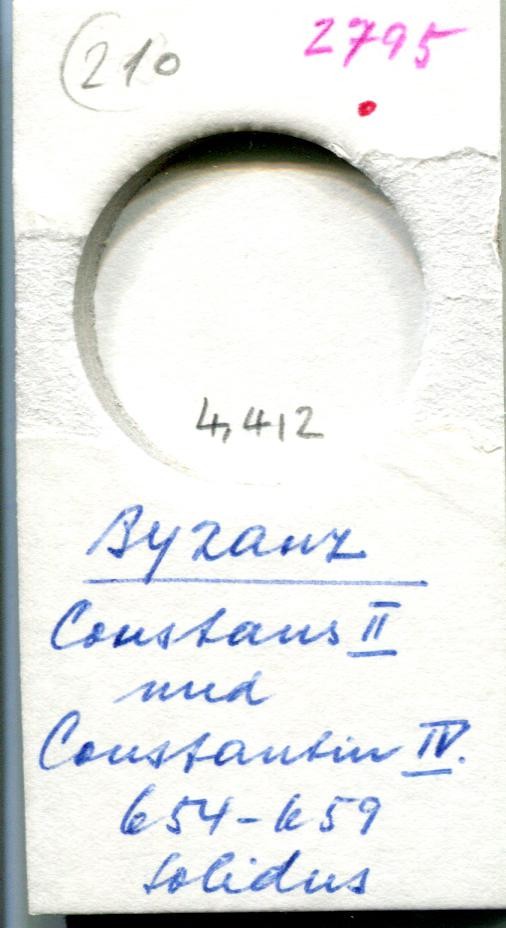 210
2795
4,412
Byzanz
Constans II
und
Constantin IV.
654-659
Solidus